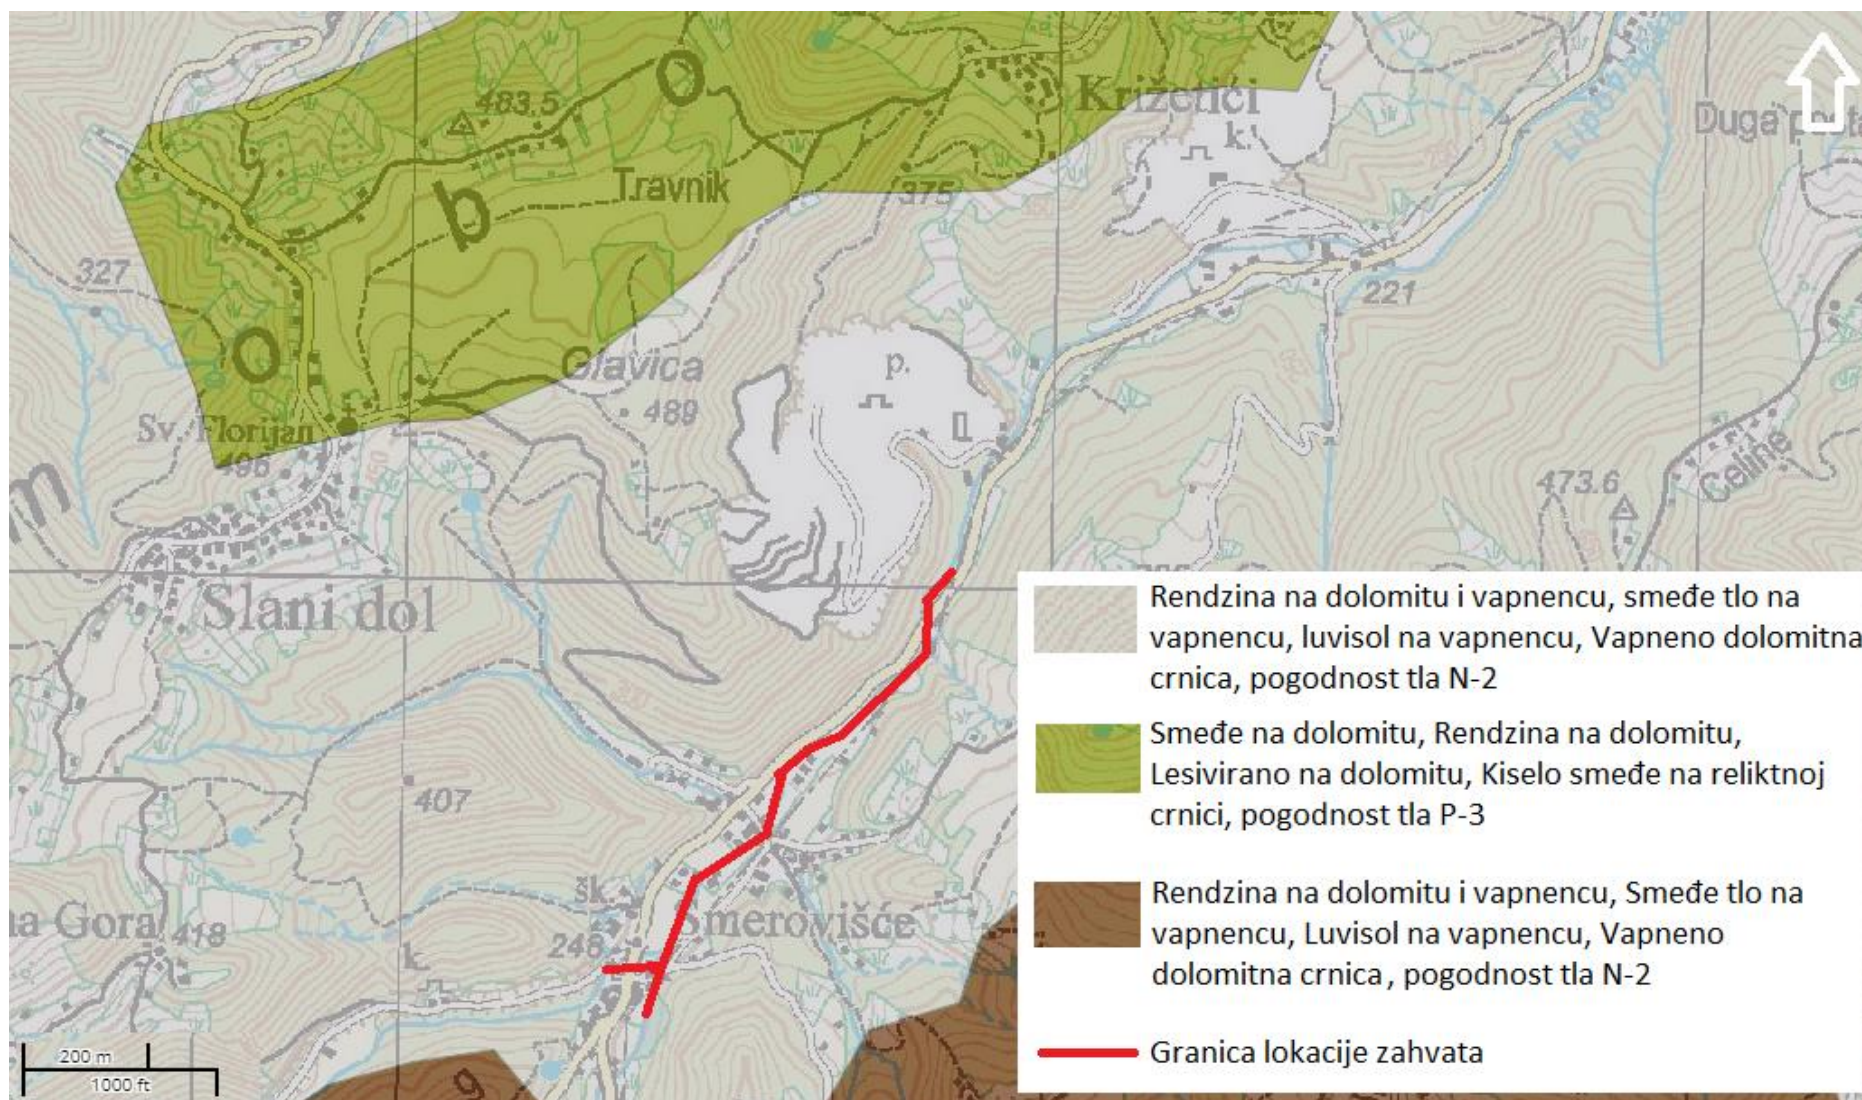 483.5
o
Križetići
k.
Duga
Travnik
b
375
327
221
Glavica
p.
o
489
Sv. Florijan
496
473.6
Celine
m
Slani dol
407
šk.
Smerovišće
na Gora
418
248
k.
200 m
1000 ft
Rendzina na dolomitu i vapnencu, smeđe tlo na
vapnencu, luvisol na vapnencu, Vapneno dolomitna
crnica, pogodnost tla N-2
Smeđe na dolomitu, Rendzina na dolomitu,
Lesivirano na dolomitu, Kiselo smeđe na reliktnoj
crnici, pogodnost tla P-3
Rendzina na dolomitu i vapnencu, Smeđe tlo na
vapnencu, Luvisol na vapnencu, Vapneno
dolomitna crnica, pogodnost tla N-2
Granica lokacije zahvata